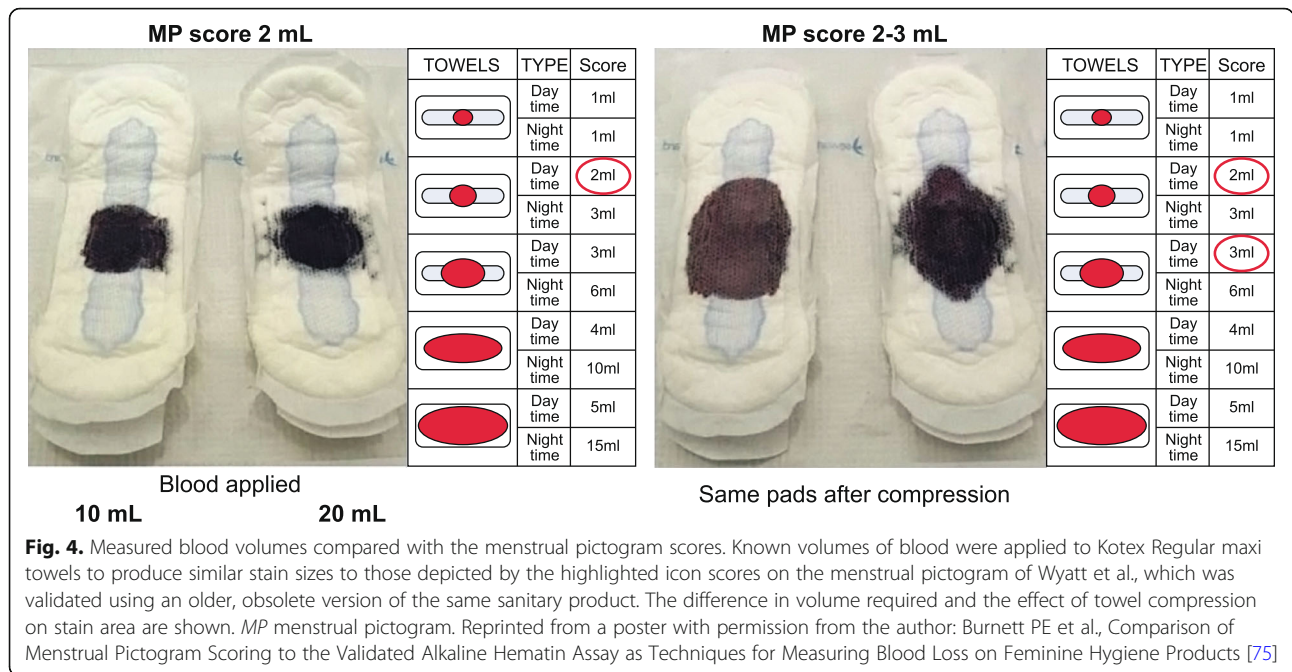 MP score 2 mL
TOWELS TYPE Score
Day time 1ml
Night time 1ml
Day time 2ml
Night time 3ml
Day time 3ml
Night time 6ml
Day time 4ml
Night time 10ml
Day time 5ml
Night time 15ml
Blood applied
10 mL 20 mL
MP score 2-3 mL
TOWELS TYPE Score
Day time 1ml
Night time 1ml
Day time 2ml
Night time 3ml
Day time 3ml
Night time 6ml
Day time 4ml
Night time 10ml
Day time 5ml
Night time 15ml
Same pads after compression
Fig. 4. Measured blood volumes compared with the menstrual pictogram scores. Known volumes of blood were applied to Kotex Regular maxi
towels to produce similar stain sizes to those depicted by the highlighted icon scores on the menstrual pictogram of Wyatt et al., which was
validated using an older, obsolete version of the same sanitary product. The difference in volume required and the effect of towel compression
on stain area are shown. MP menstrual pictogram. Reprinted from a poster with permission from the author: Burnett PE et al., Comparison of
Menstrual Pictogram Scoring to the Validated Alkaline Hematin Assay as Techniques for Measuring Blood Loss on Feminine Hygiene Products [75]